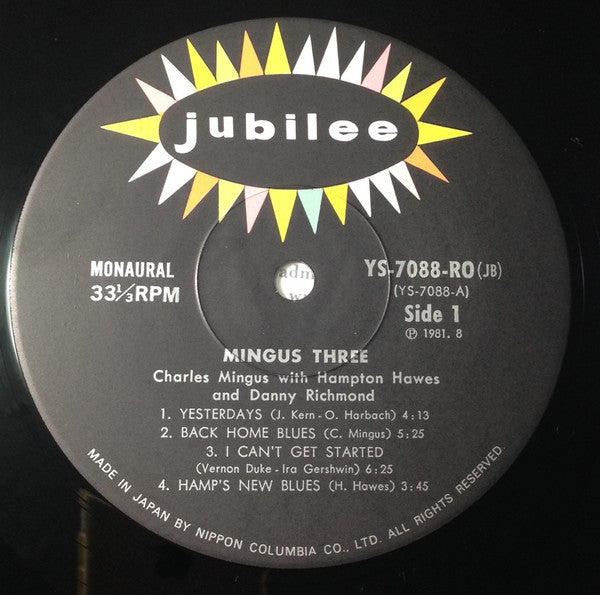 jubilee
MONAURAL
33⅓RPM
YS-7088-RO(JB)
(YS-7088-A)
Side 1
Ⓟ 1981. 8
MINGUS THREE
Charles Mingus with Hampton Hawes
and Danny Richmond
1. YESTERDAYS (J. Kern-O. Harbach) 4:13
2. BACK HOME BLUES (C. Mingus) 5:25
3. I CAN'T GET STARTED
(Vernon Duke-Ira Gershwin) 6:25
4. HAMP'S NEW BLUES (H. Hawes) 3:45
MADE IN JAPAN BY NIPPON COLUMBIA CO., LTD. ALL RIGHTS RESERVED.